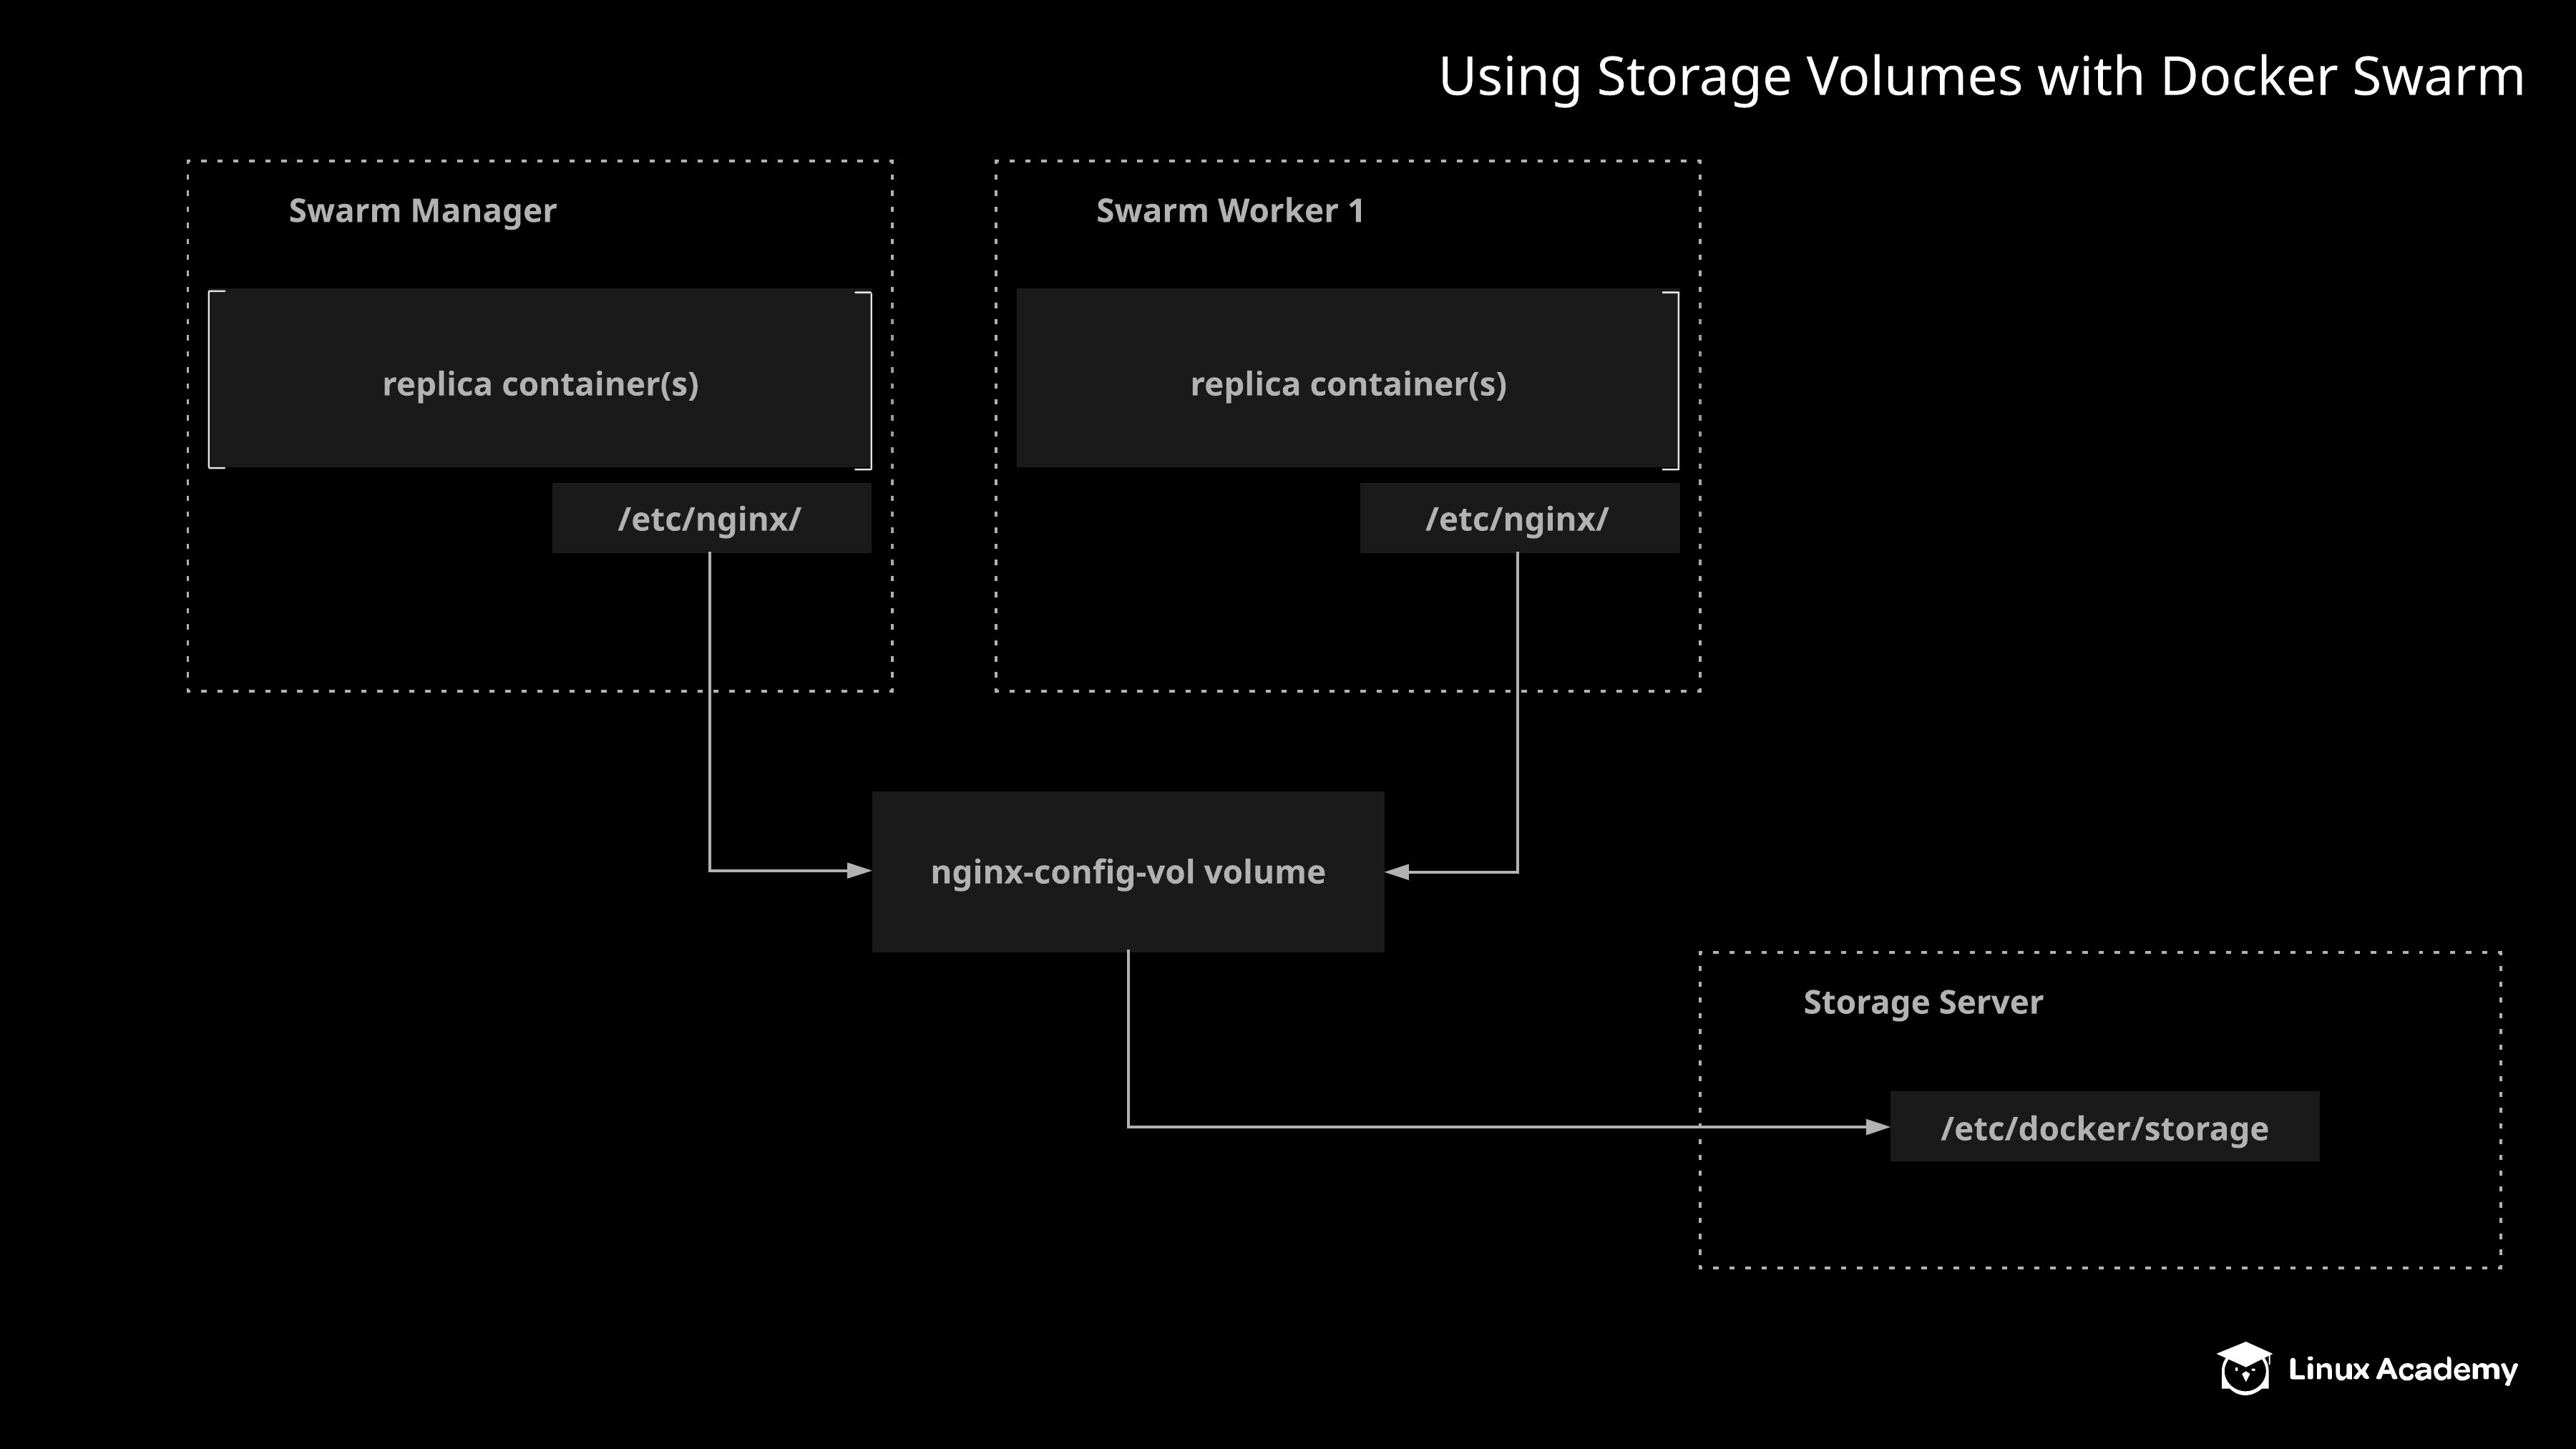 Using Storage Volumes with Docker Swarm
Swarm Manager
replica container(s)
/etc/nginx/
Swarm Worker 1
replica container(s)
/etc/nginx/
nginx-config-vol volume
Storage Server
/etc/docker/storage
Linux Academy